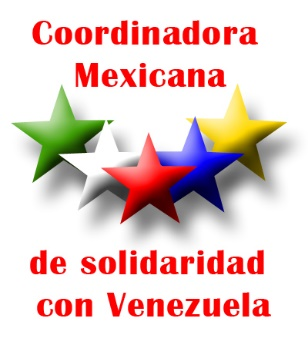 Coordinadora
Mexicana
de solidaridad
con Venezuela